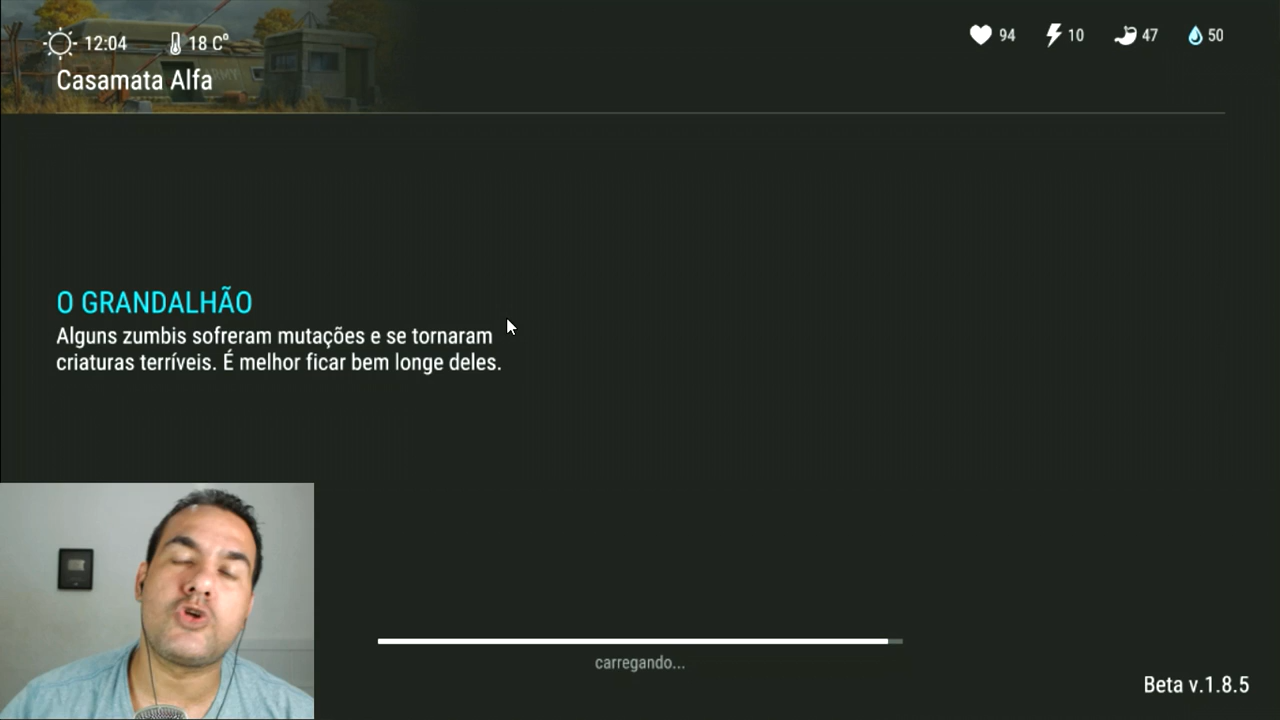 12:04 18 C°
94 10 47 50
Casamata Alfa
O GRANDALHÃO
Alguns zumbis sofreram mutações e se tornaram
criaturas terríveis. É melhor ficar bem longe deles.
carregando...
Beta v.1.8.5